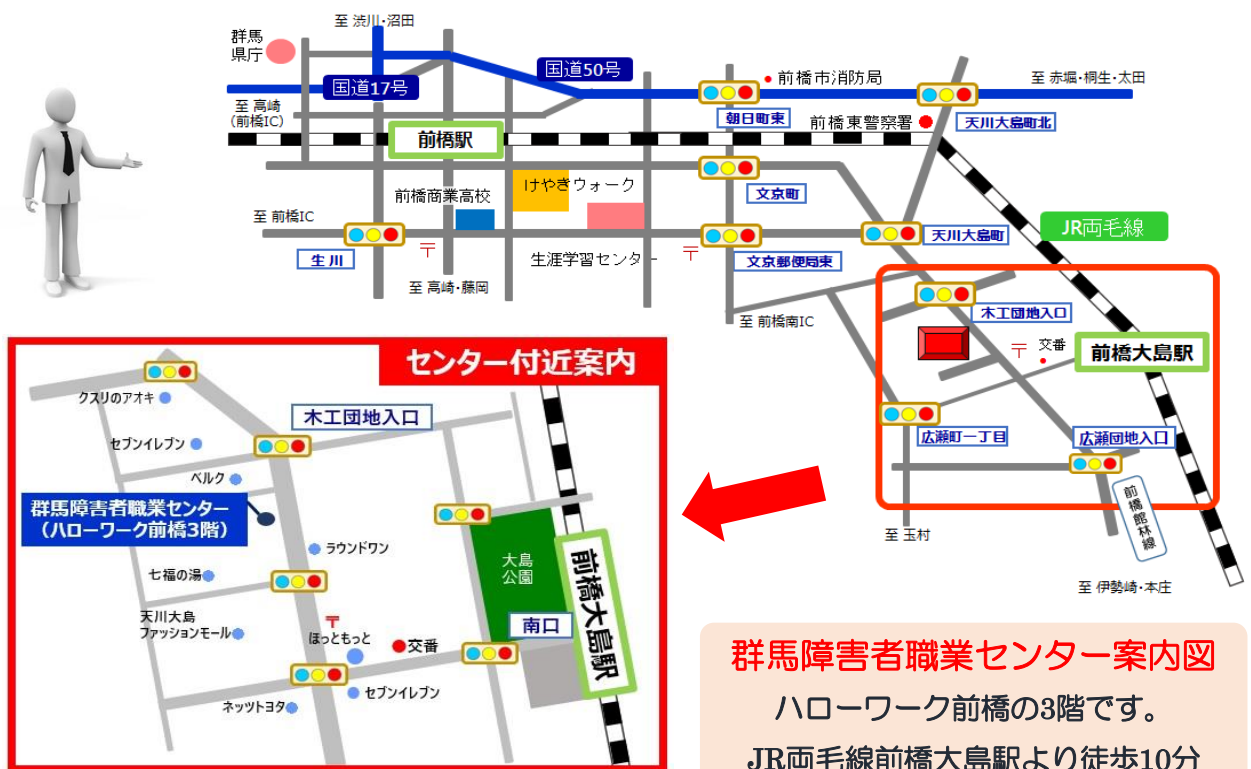 至 渋川・沼田
群馬
県庁
国道17号
国道50号
至 高崎
(前橋IC)
前橋駅
前橋市消防局
朝日町東
前橋東警察署
至 赤堀・桐生・太田
天川大島町北
前橋商業高校
けやきウォーク
文京町
至 前橋IC
生川
〒
至 高崎・藤岡
生涯学習センター
〒
文京郵便局東
天川大島町
JR両毛線
至 前橋南IC
木工団地入口
〒
交番
前橋大島駅
広瀬町一丁目
広瀬団地入口
前橋館林線
至 玉村
至 伊勢崎・本庄
センター付近案内
クスリのアオキ
木工団地入口
セブンイレブン
ベルク
群馬障害者職業センター
(ハローワーク前橋3階)
ラウンドワン
七福の湯
大島
公園
前橋大島駅
天川大島
ファッションモール
〒
ほっともっと
交番
南口
セブンイレブン
ネッツトヨタ
群馬障害者職業センター案内図
ハローワーク前橋の3階です。
JR両毛線前橋大島駅より徒歩10分